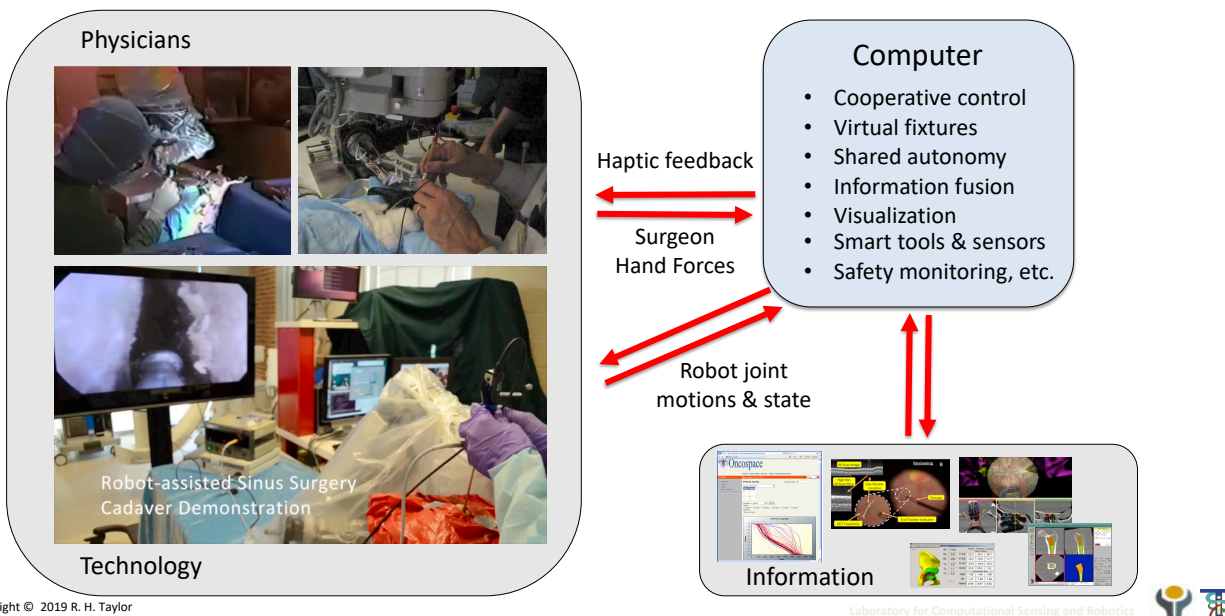 Physicians
Robot-assisted Sinus Surgery
Cadaver Demonstration
Technology
Haptic feedback
Surgeon
Hand Forces
Robot joint
motions & state
Computer
• Cooperative control
• Virtual fixtures
• Shared autonomy
• Information fusion
• Visualization
• Smart tools & sensors
• Safety monitoring, etc.
Oncospace
Information
ight © 2019 R. H. Taylor
Laboratory for Computational Sensing and Robotics